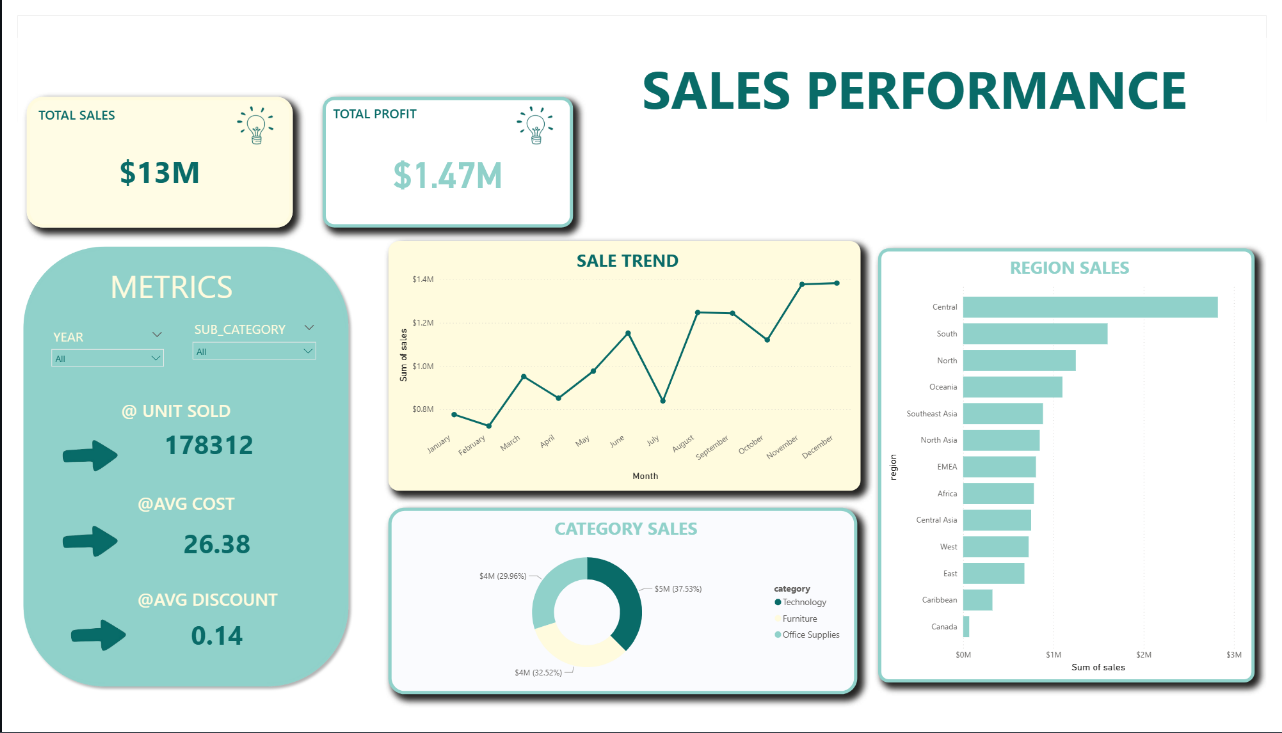 SALES PERFORMANCE
TOTAL SALES
$13M
TOTAL PROFIT
$1.47M
METRICS
YEAR
All
SUB_CATEGORY
All
@ UNIT SOLD
178312
@AVG COST
26.38
@AVG DISCOUNT
0.14
SALE TREND
Sum of sales
$1.4M
$1.2M
$1.0M
$0.8M
January
February
March
April
May
June
July
August
September
October
November
December
Month
CATEGORY SALES
$4M (29.96%)
$5M (37.53%)
$4M (32.52%)
category
Technology
Furniture
Office Supplies
REGION SALES
region
Central
South
North
Oceania
Southeast Asia
North Asia
EMEA
Africa
Central Asia
West
East
Caribbean
Canada
$0M
$1M
$2M
$3M
Sum of sales